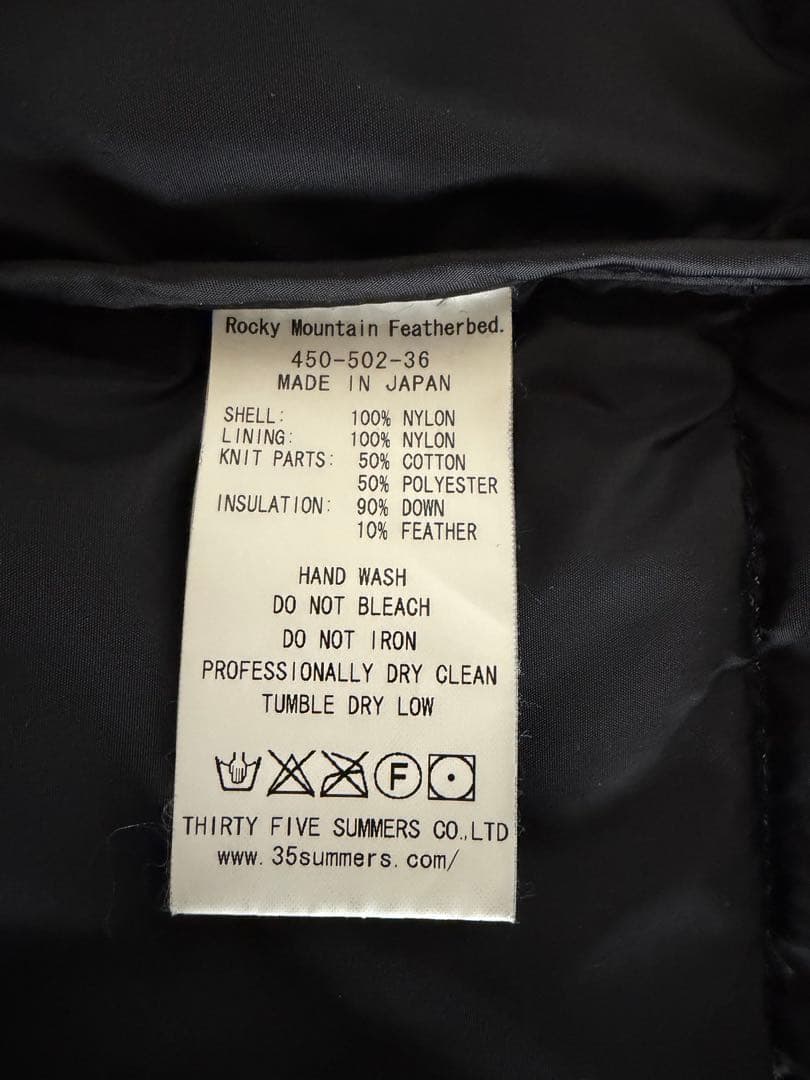 Rocky Mountain Featherbed.
450-502-36
MADE IN JAPAN
SHELL: 100% NYLON
LINING: 100% NYLON
KNIT PARTS: 50% COTTON
50% POLYESTER
INSULATION: 90% DOWN
10% FEATHER
HAND WASH
DO NOT BLEACH
DO NOT IRON
PROFESSIONALLY DRY CLEAN
TUMBLE DRY LOW
F
THIRTY FIVE SUMMERS CO.,LTD
www.35summers.com/